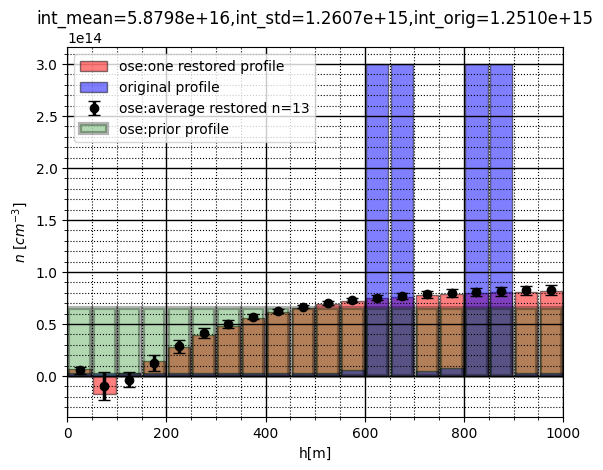 int_mean=5.8798e+16,int_std=1.2607e+15,int_orig=1.2510e+15
1e14
ose:one restored profile
original profile
ose:average restored n=13
ose:prior profile
3.0
2.5
2.0
1.5
1.0
0.5
0.0
n [cm⁻³]
0 200 400 600 800 1000
h[m]